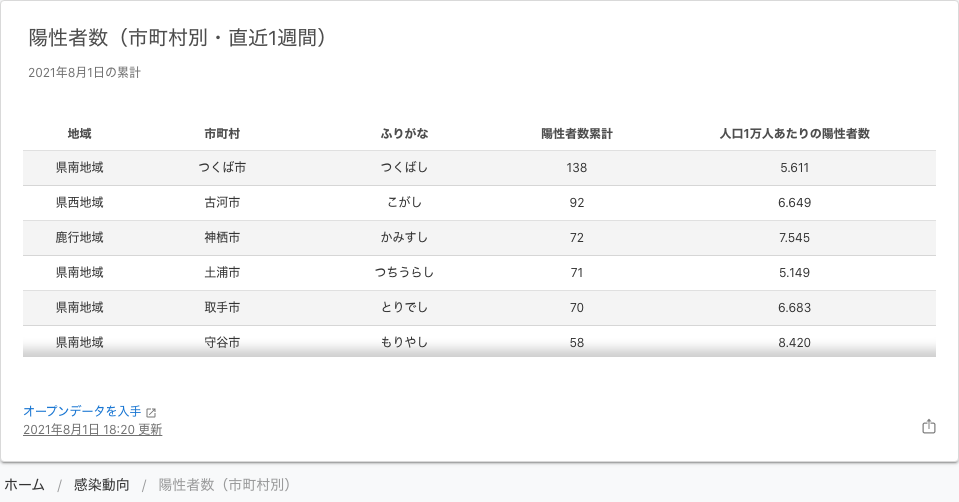 陽性者数（市町村別・直近1週間）
2021年8月1日の累計
地域 市町村 ふりがな 陽性者数累計 人口1万人あたりの陽性者数
県南地域 つくば市 つくばし 138 5.611
県西地域 古河市 こがし 92 6.649
鹿行地域 神栖市 かみすし 72 7.545
県南地域 土浦市 つちうらし 71 5.149
県南地域 取手市 とりでし 70 6.683
県南地域 守谷市 もりやし 58 8.420
オープンデータを入手
2021年8月1日 18:20 更新
ホーム / 感染動向 / 陽性者数（市町村別）